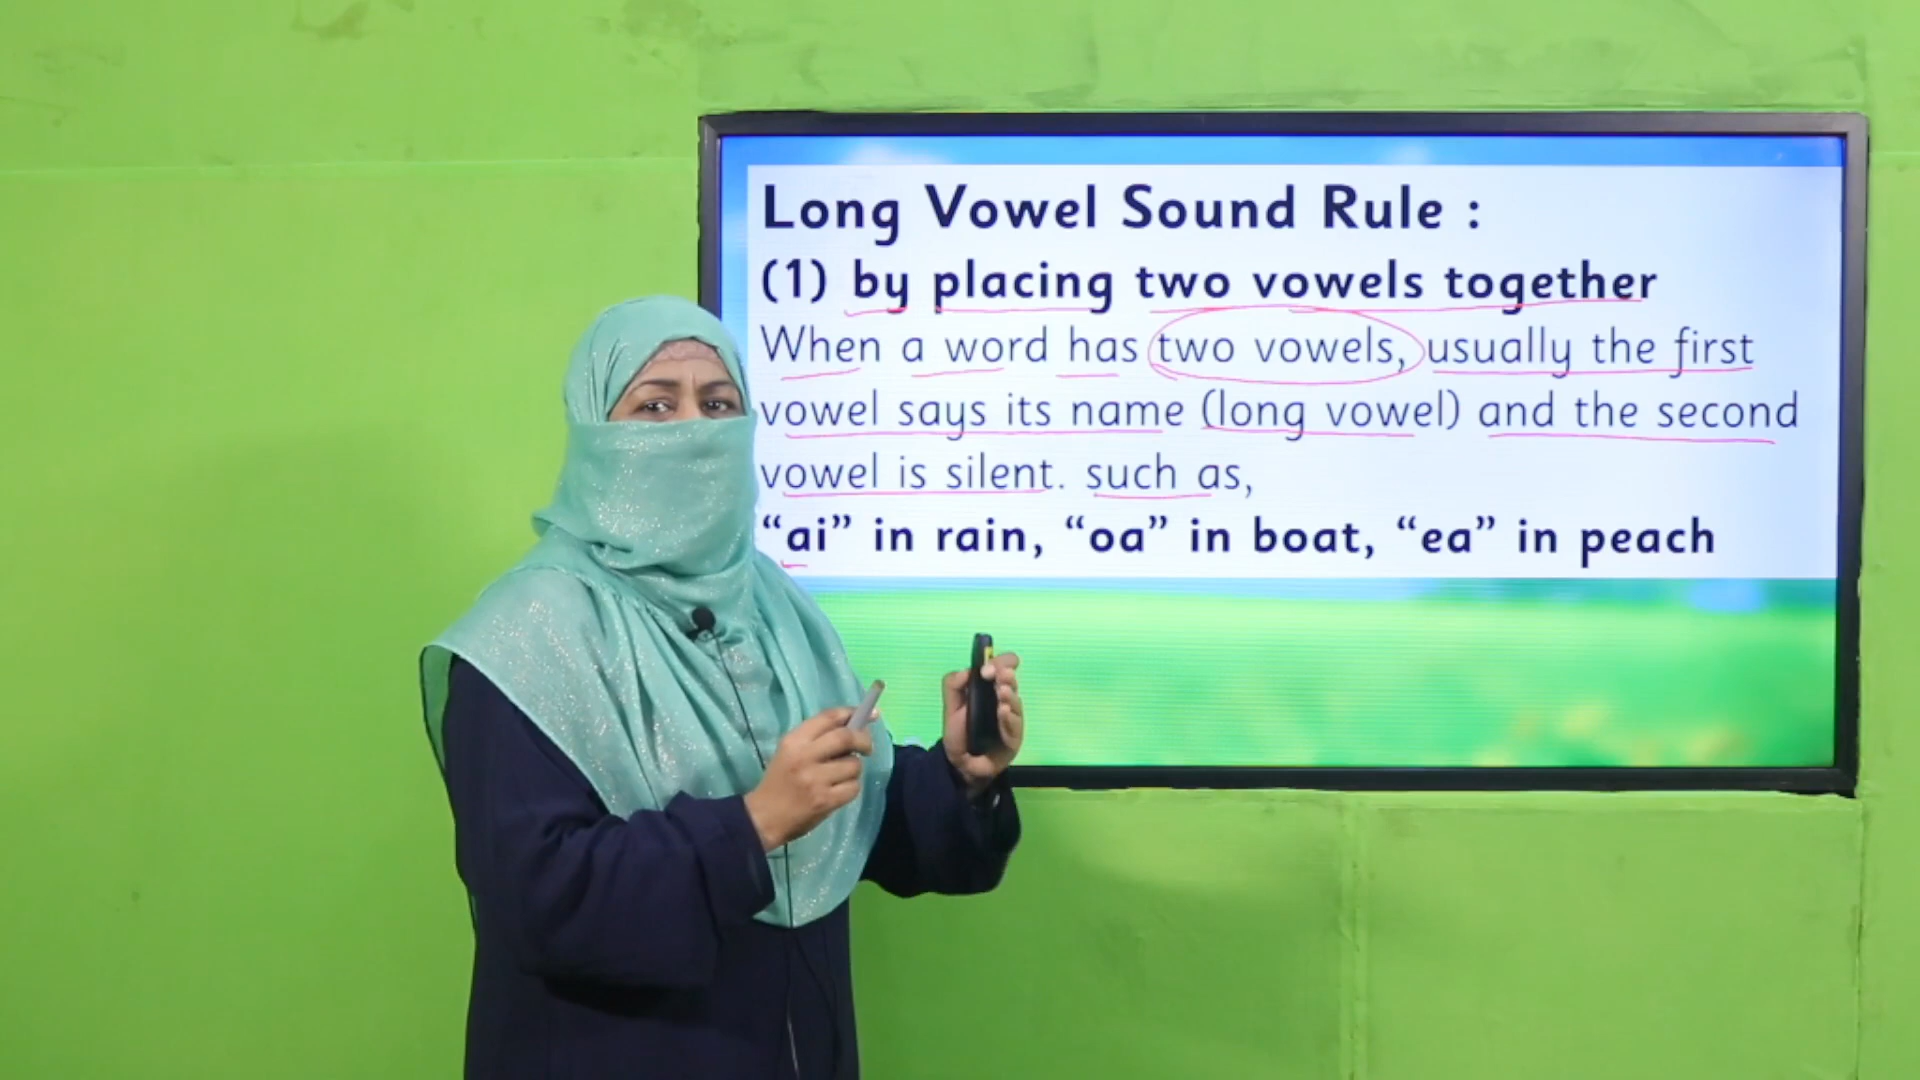 Long Vowel Sound Rule :
(1) by placing two vowels together
When a word has two vowels, usually the first
vowel says its name (long vowel) and the second
vowel is silent. such as,
“ai” in rain, “oa” in boat, “ea” in peach